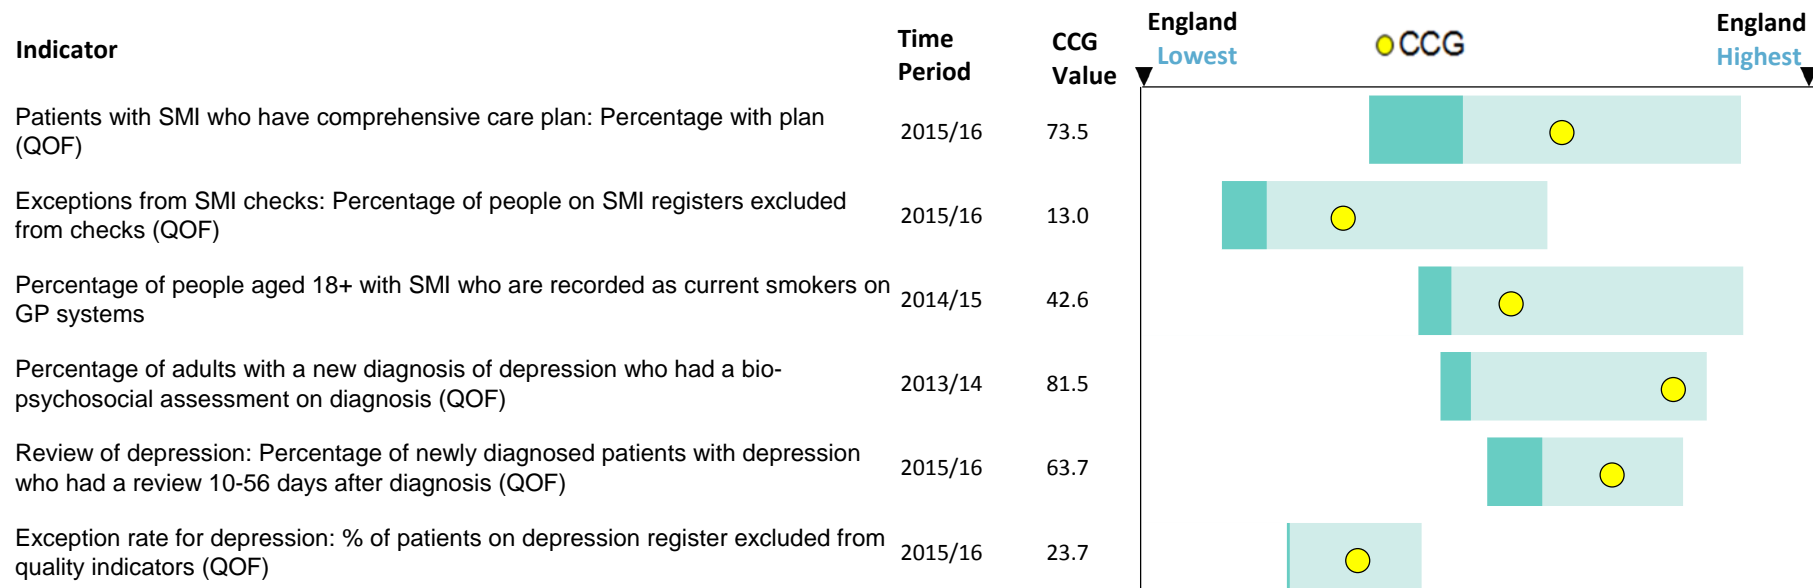 Indicator
Time
Period
CCG
Value
England
Lowest
CCG
England
Highest
Patients with SMI who have comprehensive care plan: Percentage with plan
(QOF)
2015/16
73.5
Exceptions from SMI checks: Percentage of people on SMI registers excluded
from checks (QOF)
2015/16
13.0
Percentage of people aged 18+ with SMI who are recorded as current smokers on
GP systems
2014/15
42.6
Percentage of adults with a new diagnosis of depression who had a bio-
psychosocial assessment on diagnosis (QOF)
2013/14
81.5
Review of depression: Percentage of newly diagnosed patients with depression
who had a review 10-56 days after diagnosis (QOF)
2015/16
63.7
Exception rate for depression: % of patients on depression register excluded from
quality indicators (QOF)
2015/16
23.7